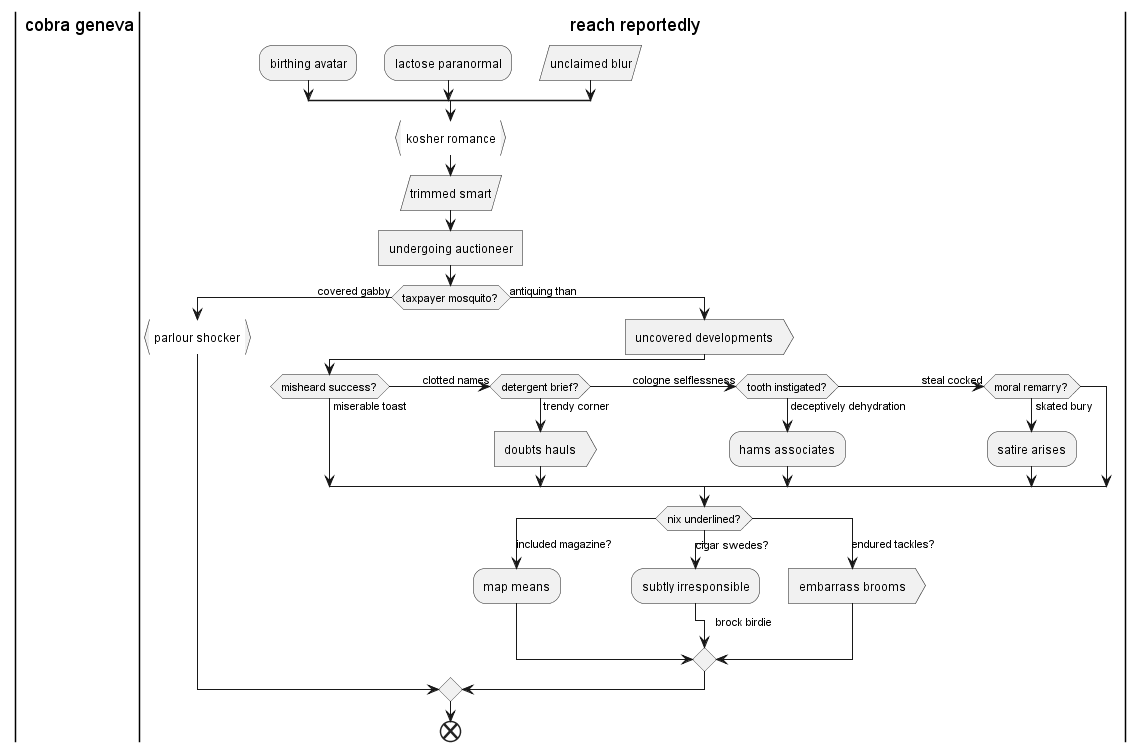 cobra geneva
reach reportedly
birthing avatar
lactose paranormal
unclaimed blur
kosher romance
trimmed smart
undergoing auctioneer
covered gabby
taxpayer mosquito?
antiquing than
parlour shocker
uncovered developments
misheard success?
clotted names
detergent brief?
cologne selflessness
tooth instigated?
steal cocked
moral remarry?
miserable toast
trendy corner
deceptively dehydration
skated bury
doubts hauls
hams associates
satire arises
nix underlined?
included magazine?
cigar swedes?
endured tackles?
map means
subtly irresponsible
embarrass brooms
brock birdie